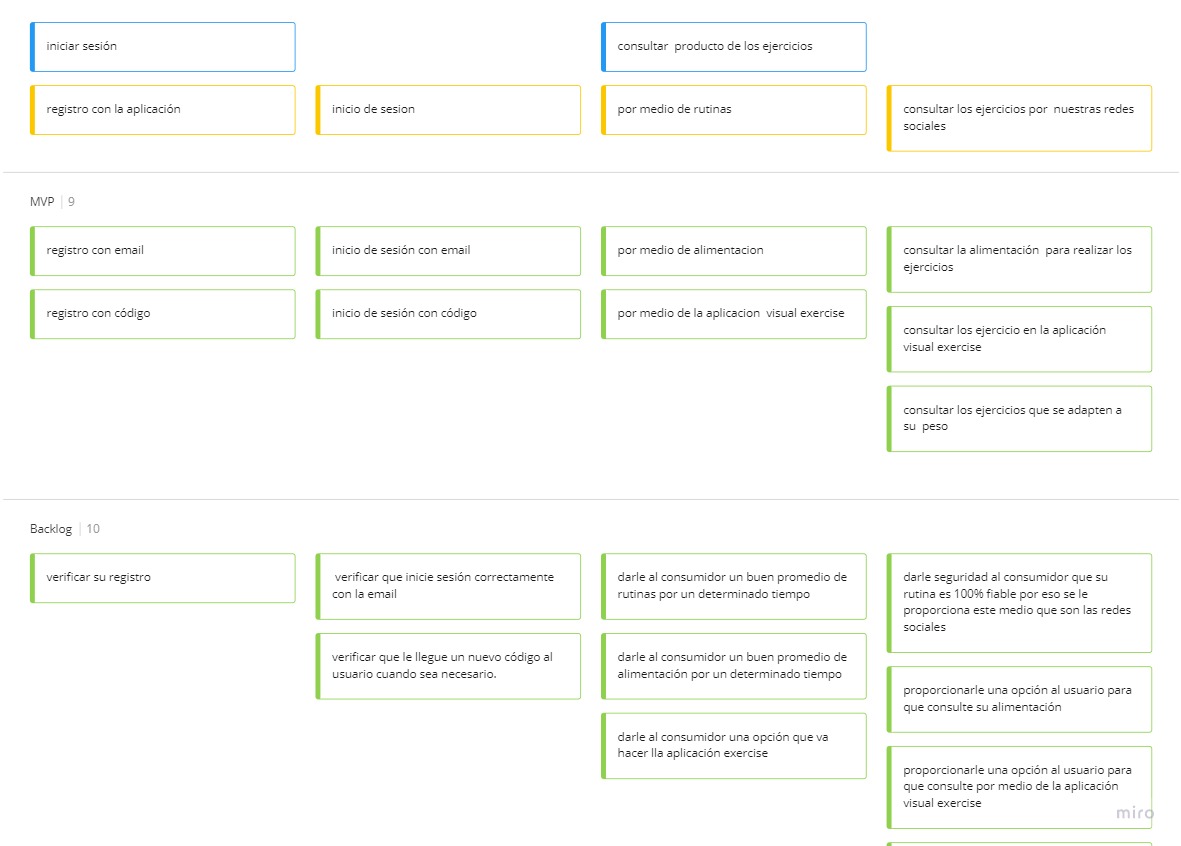 iniciar sesión
consultar producto de los ejercicios
registro con la aplicación
inicio de sesion
por medio de rutinas
consultar los ejercicios por nuestras redes
sociales
MVP | 9
registro con email
inicio de sesión con email
por medio de alimentacion
consultar la alimentación para realizar los
ejercicios
registro con código
inicio de sesión con código
por medio de la aplicacion visual exercise
consultar los ejercicio en la aplicación
visual exercise
consultar los ejercicios que se adapten a
su peso
Backlog | 10
verificar su registro
verificar que inicie sesión correctamente
con la email
darle al consumidor un buen promedio de
rutinas por un determinado tiempo
darle seguridad al consumidor que su
rutina es 100% fiable por eso se le
proporciona este medio que son las redes
sociales
verificar que le llegue un nuevo código al
usuario cuando sea necesario.
darle al consumidor un buen promedio de
alimentación por un determinado tiempo
proporcionarle una opción al usuario para
que consulte su alimentación
darle al consumidor una opción que va
hacer lla aplicación exercise
proporcionarle una opción al usuario para
que consulte por medio de la aplicación
visual exercise
miro